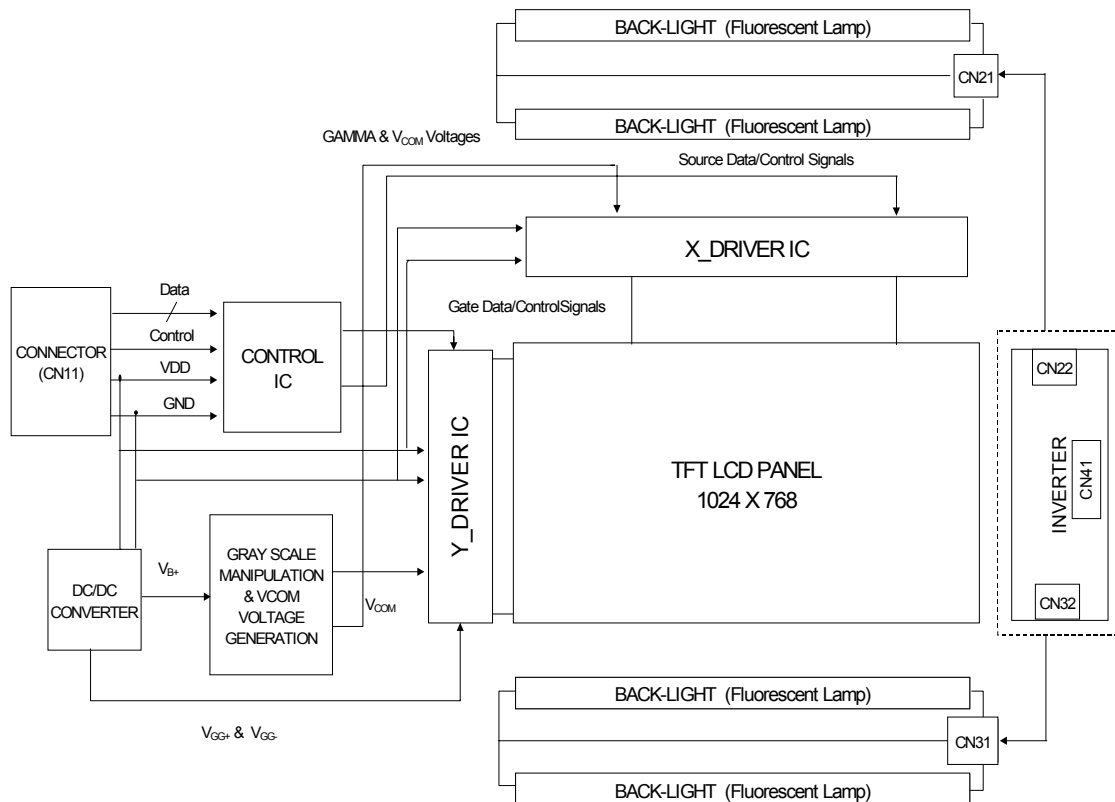 BACK-LIGHT (Fluorescent Lamp)
CN21
BACK-LIGHT (Fluorescent Lamp)
GAMMA & VCOM Voltages
Source Data/Control Signals
X_DRIVER IC
Data
Gate Data/ControlSignals
CONNECTOR
(CN11)
Control
VDD
GND
CONTROL
IC
Y_DRIVER IC
TFT LCD PANEL
1024 X 768
CN22
INVERTER
CN41
CN32
DC/DC
CONVERTER
VB+
GRAY SCALE
MANIPULATION
& VCOM
VOLTAGE
GENERATION
VCOM
VGG+ & VGG-
BACK-LIGHT (Fluorescent Lamp)
CN31
BACK-LIGHT (Fluorescent Lamp)